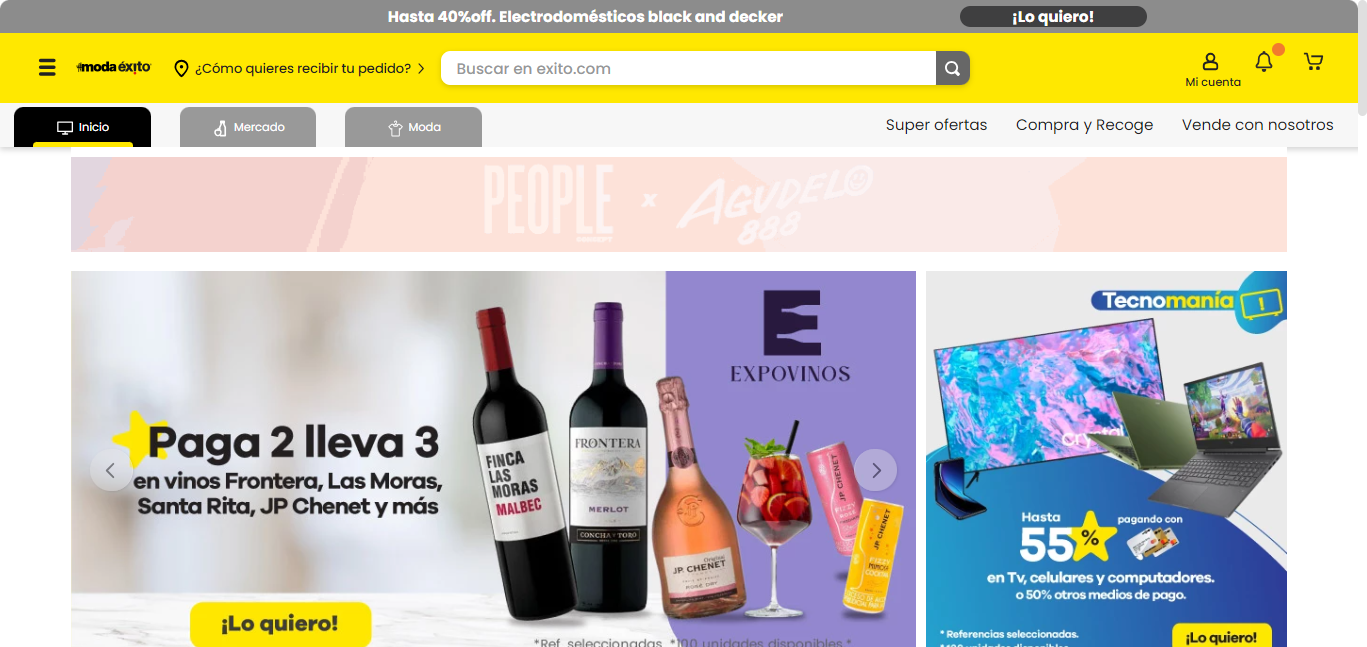 Hasta 40%off. Electrodomésticos black and decker
¡Lo quiero!
#moda éxito
¿Cómo quieres recibir tu pedido?
Buscar en exito.com
Mi cuenta
Inicio
Mercado
Moda
Super ofertas
Compra y Recoge
Vende con nosotros
PEOPLE x AGUDELO 888
EXPOVINOS
Paga 2 lleva 3
en vinos Frontera, Las Moras,
Santa Rita, JP Chenet y más
¡Lo quiero!
FINCA
LAS
MORAS
MALBEC
FRONTERA
MERLOT
CONCHA Y TORO
JP. CHENET
JP. CHENET
JP. CHENET
*Ref. seleccionadas. *190 unidades disponibles *
Tecnomanía
Hasta
55%
pagando con
en Tv, celulares y computadores.
o 50% otros medios de pago.
* Referencias seleccionadas.
¡Lo quiero!